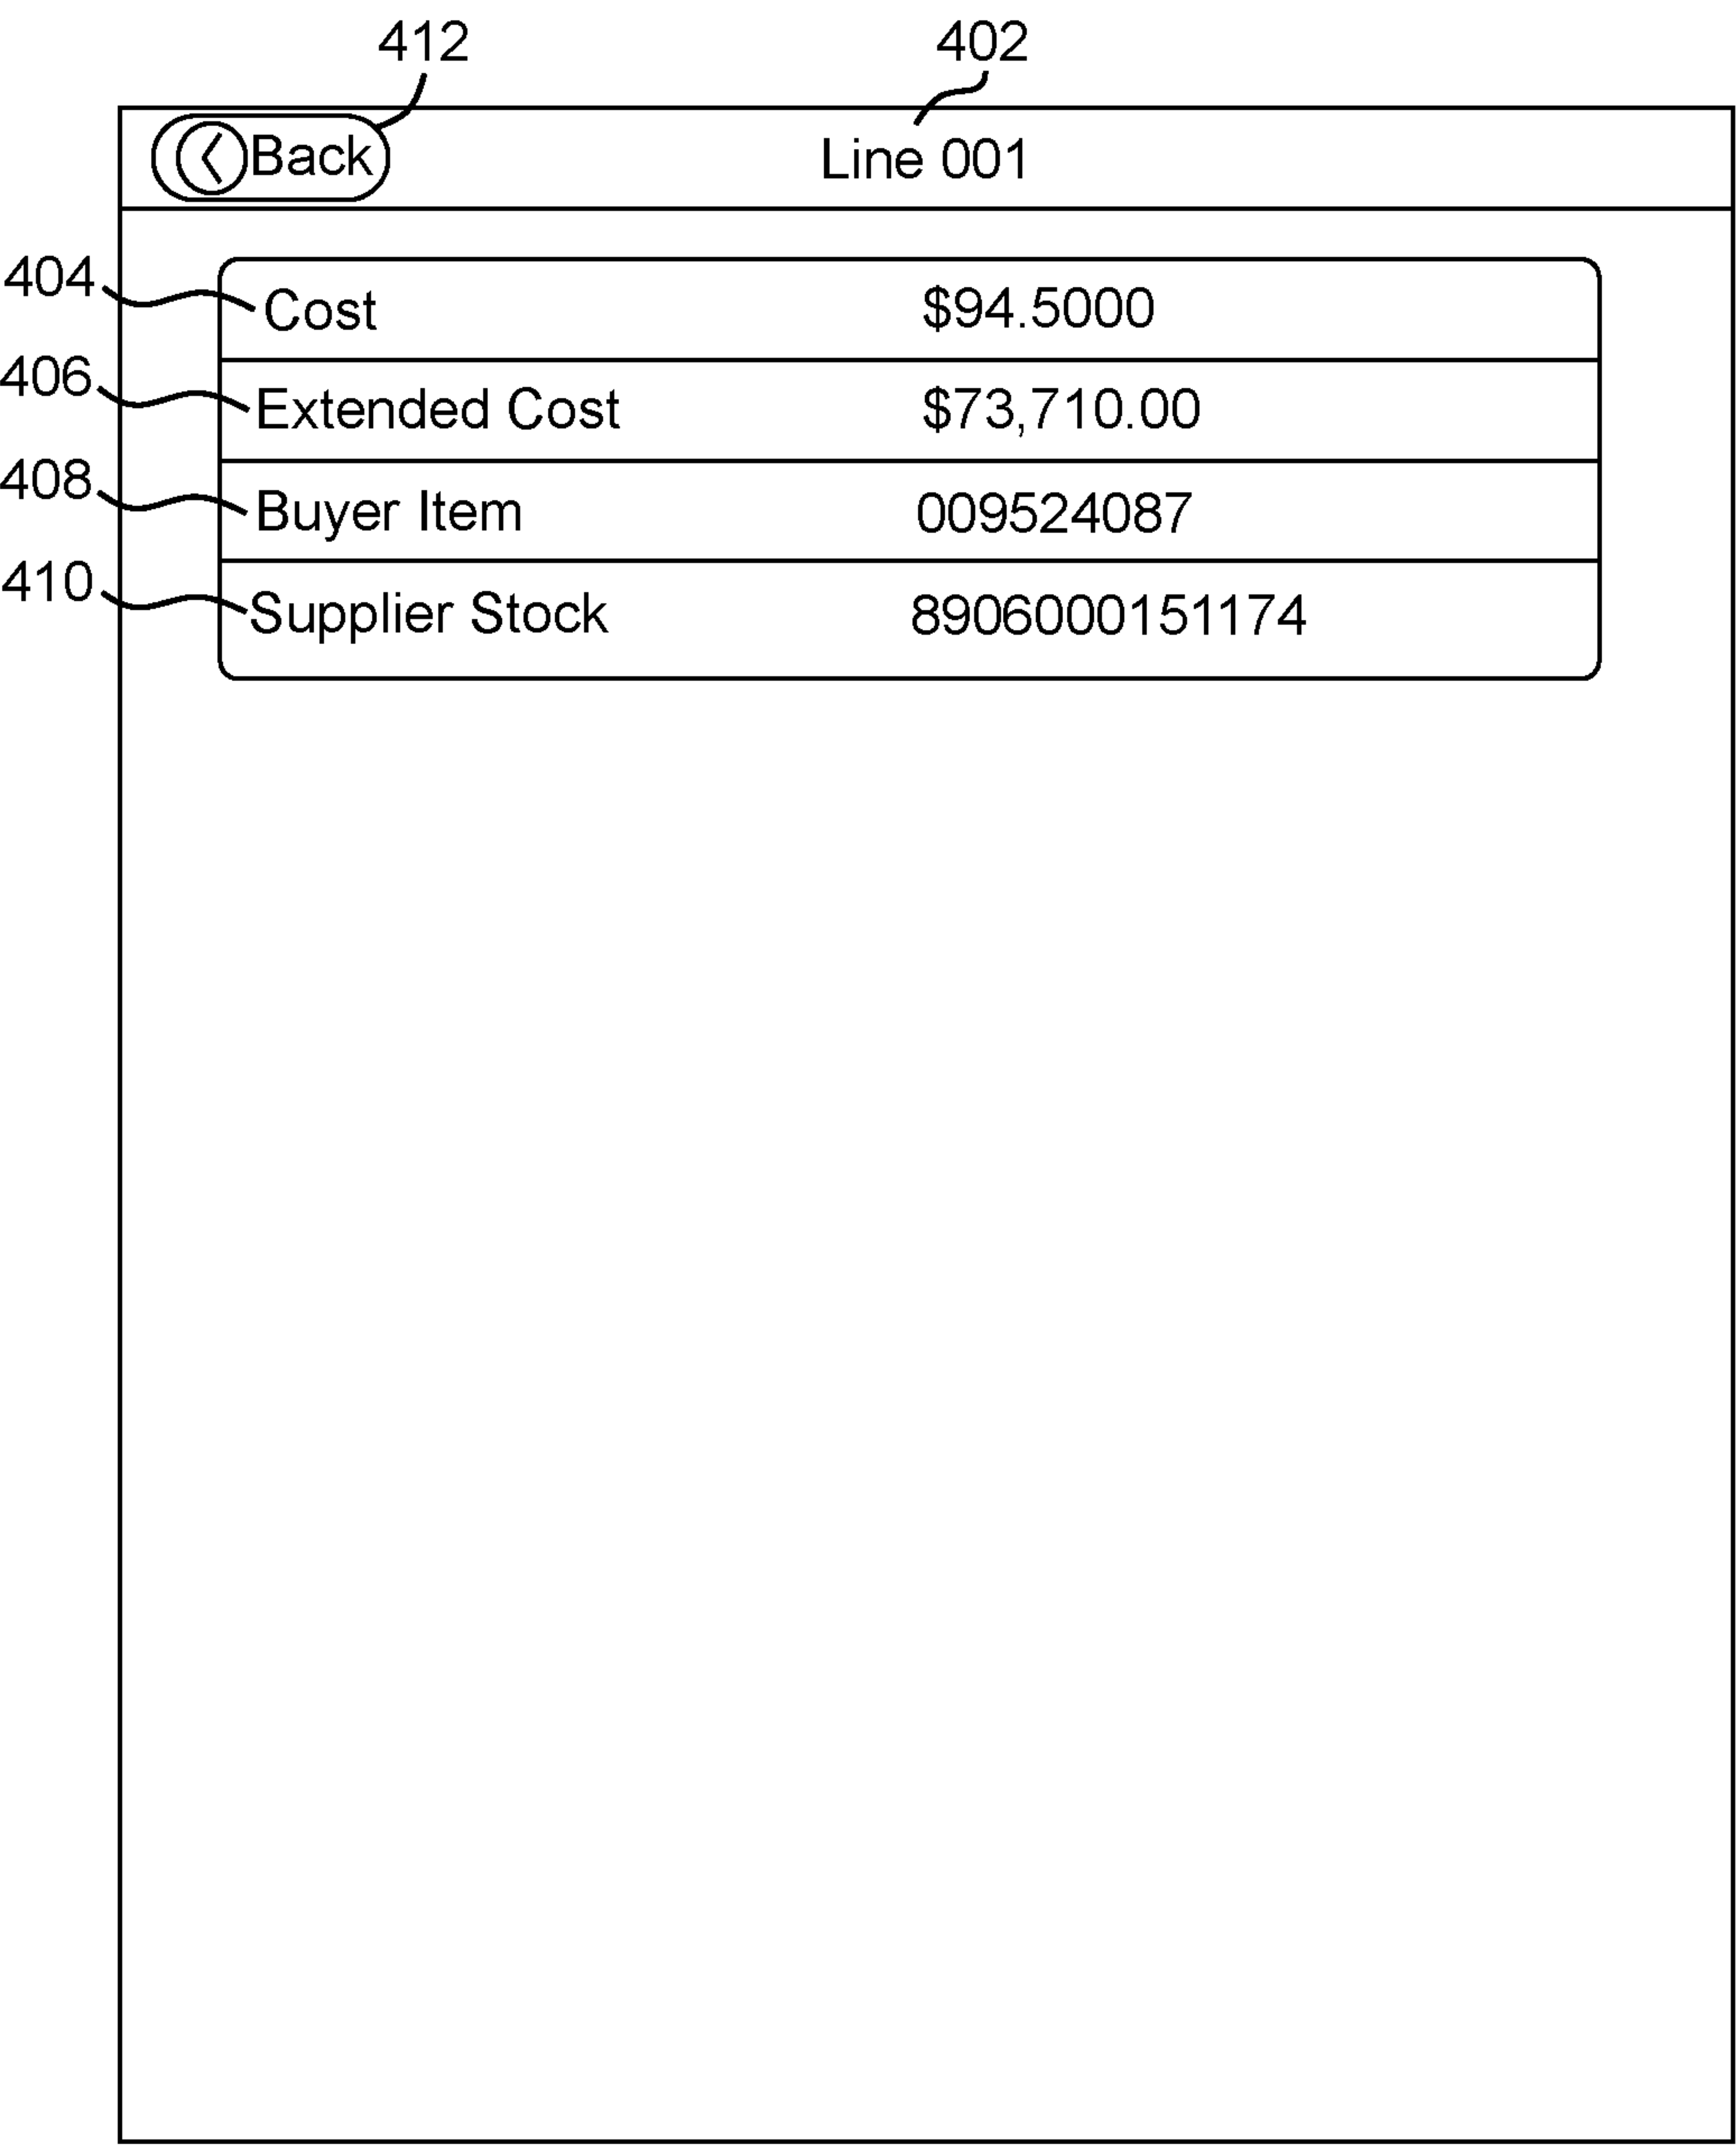 412 402
Back Line 001
404 Cost $94.5000
406 Extended Cost $73,710.00
408 Buyer Item 009524087
410 Supplier Stock 8906000151174